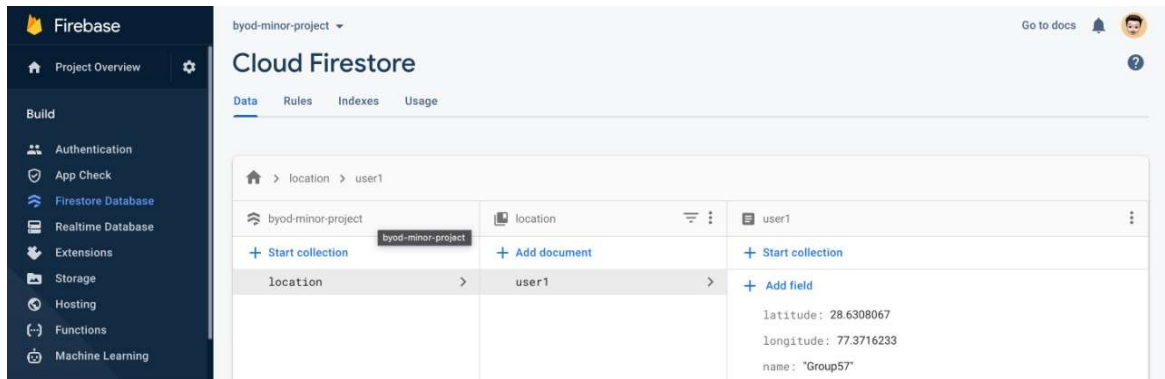 Firebase
Project Overview
Build
Authentication
App Check
Firestore Database
Realtime Database
Extensions
Storage
Hosting
Functions
Machine Learning
byod-minor-project
Go to docs
Cloud Firestore
Data Rules Indexes Usage
location > user1
byod-minor-project
byod-minor-project
+ Start collection
location
location
+ Add document
user1
user1
+ Start collection
+ Add field
latitude: 28.6308067
longitude: 77.3716233
name: "Group57"